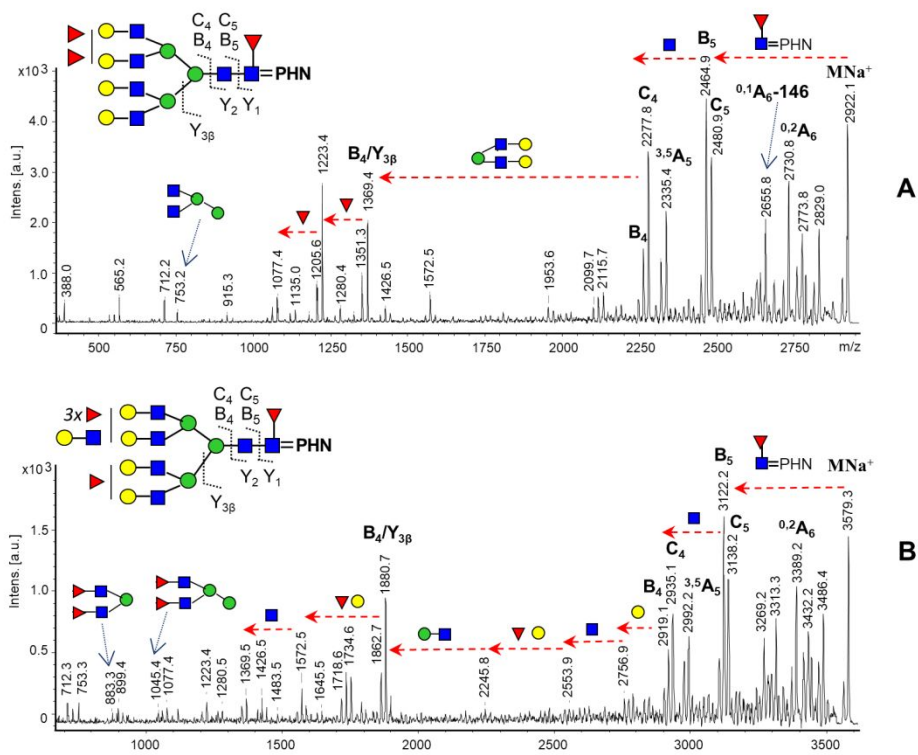 C₄ C₅
B₄ B₅
=PHN
Y₂ Y₁
Y₃β
A
x10³
4.0
3.0
2.0
1.0
0
Intens. [a.u.]
388.0
565.2
712.2
753.2
915.3
1077.4
1135.0
1205.6
1223.4
1280.4
1351.3
B₄/Y₃β
1369.4
1426.5
1572.5
1953.6
2099.7
2115.7
B₄
C₄
2277.8
³,⁵A₅
2335.4
B₅
2464.9
C₅
2480.9
=PHN
⁰,¹A₆-146
2655.8
⁰,²A₆
2730.8
2773.8
2829.0
MNa⁺
2922.1
500 750 1000 1250 1500 1750 2000 2250 2500 2750 m/z
C₄ C₅
B₄ B₅
3x
=PHN
Y₂ Y₁
Y₃β
B
x10³
1.5
1.0
0.5
0
Intens. [a.u.]
712.3
753.3
883.3
899.4
1045.4
1077.4
1223.4
1280.5
1369.5
1426.5
1483.5
1572.5
1645.5
1718.6
1734.6
1862.7
B₄/Y₃β
1880.7
2245.8
2553.9
2756.9
B₄
2919.1
C₄
2935.1
³,⁵A₅
2992.2
B₅
3122.2
C₅
3138.2
=PHN
3269.2
3313.3
⁰,²A₆
3389.2
3432.2
3486.4
MNa⁺
3579.3
1000 1500 2000 2500 3000 3500 m/z